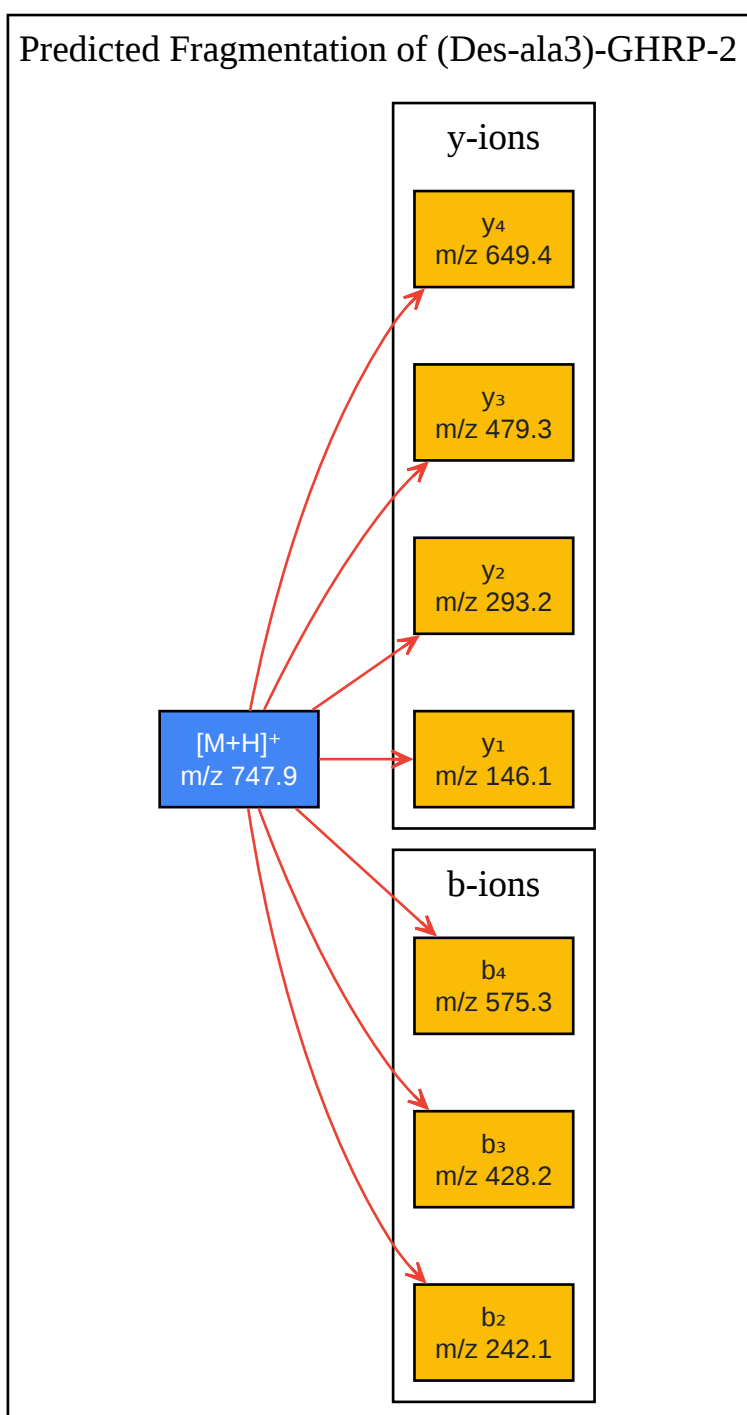 Predicted Fragmentation of (Des-ala3)-GHRP-2
y-ions
y₄
m/z 649.4
y₃
m/z 479.3
y₂
m/z 293.2
[M+H]⁺
m/z 747.9
y₁
m/z 146.1
b-ions
b₄
m/z 575.3
b₃
m/z 428.2
b₂
m/z 242.1